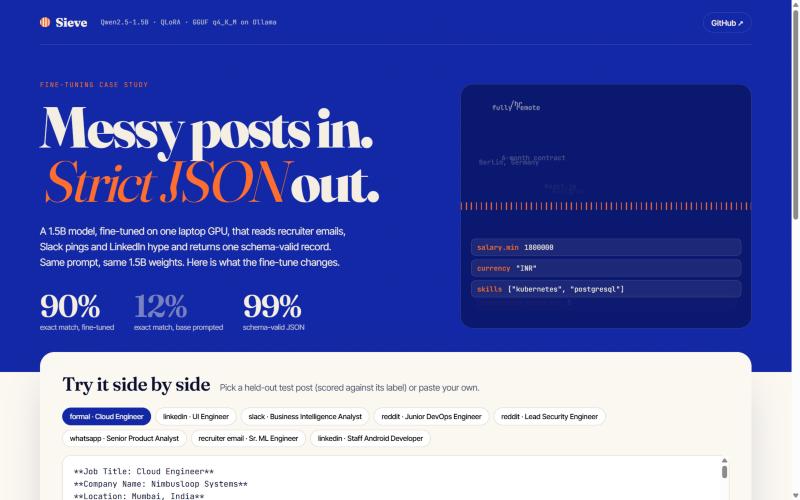 Sieve
Qwen2.5-1.5B · QLoRA · GGUF q4_K_M on Ollama
GitHub ↗
FINE-TUNING CASE STUDY
Messy posts in.
Strict JSON out.
A 1.5B model, fine-tuned on one laptop GPU, that reads recruiter emails,
Slack pings and LinkedIn hype and returns one schema-valid record.
Same prompt, same 1.5B weights. Here is what the fine-tune changes.
90%
exact match, fine-tuned
12%
exact match, base prompted
99%
schema-valid JSON
/hr
fully remote
6-month contract
Berlin, Germany
salary.min 1800000
currency "INR"
skills ["kubernetes", "postgresql"]
Try it side by side
Pick a held-out test post (scored against its label) or paste your own.
formal · Cloud Engineer
linkedin · UI Engineer
slack · Business Intelligence Analyst
reddit · Junior DevOps Engineer
reddit · Lead Security Engineer
whatsapp · Senior Product Analyst
recruiter email · Sr. ML Engineer
linkedin · Staff Android Developer
**Job Title: Cloud Engineer**
**Company Name: Nimbusloop Systems**
**Location: Mumbai, India**